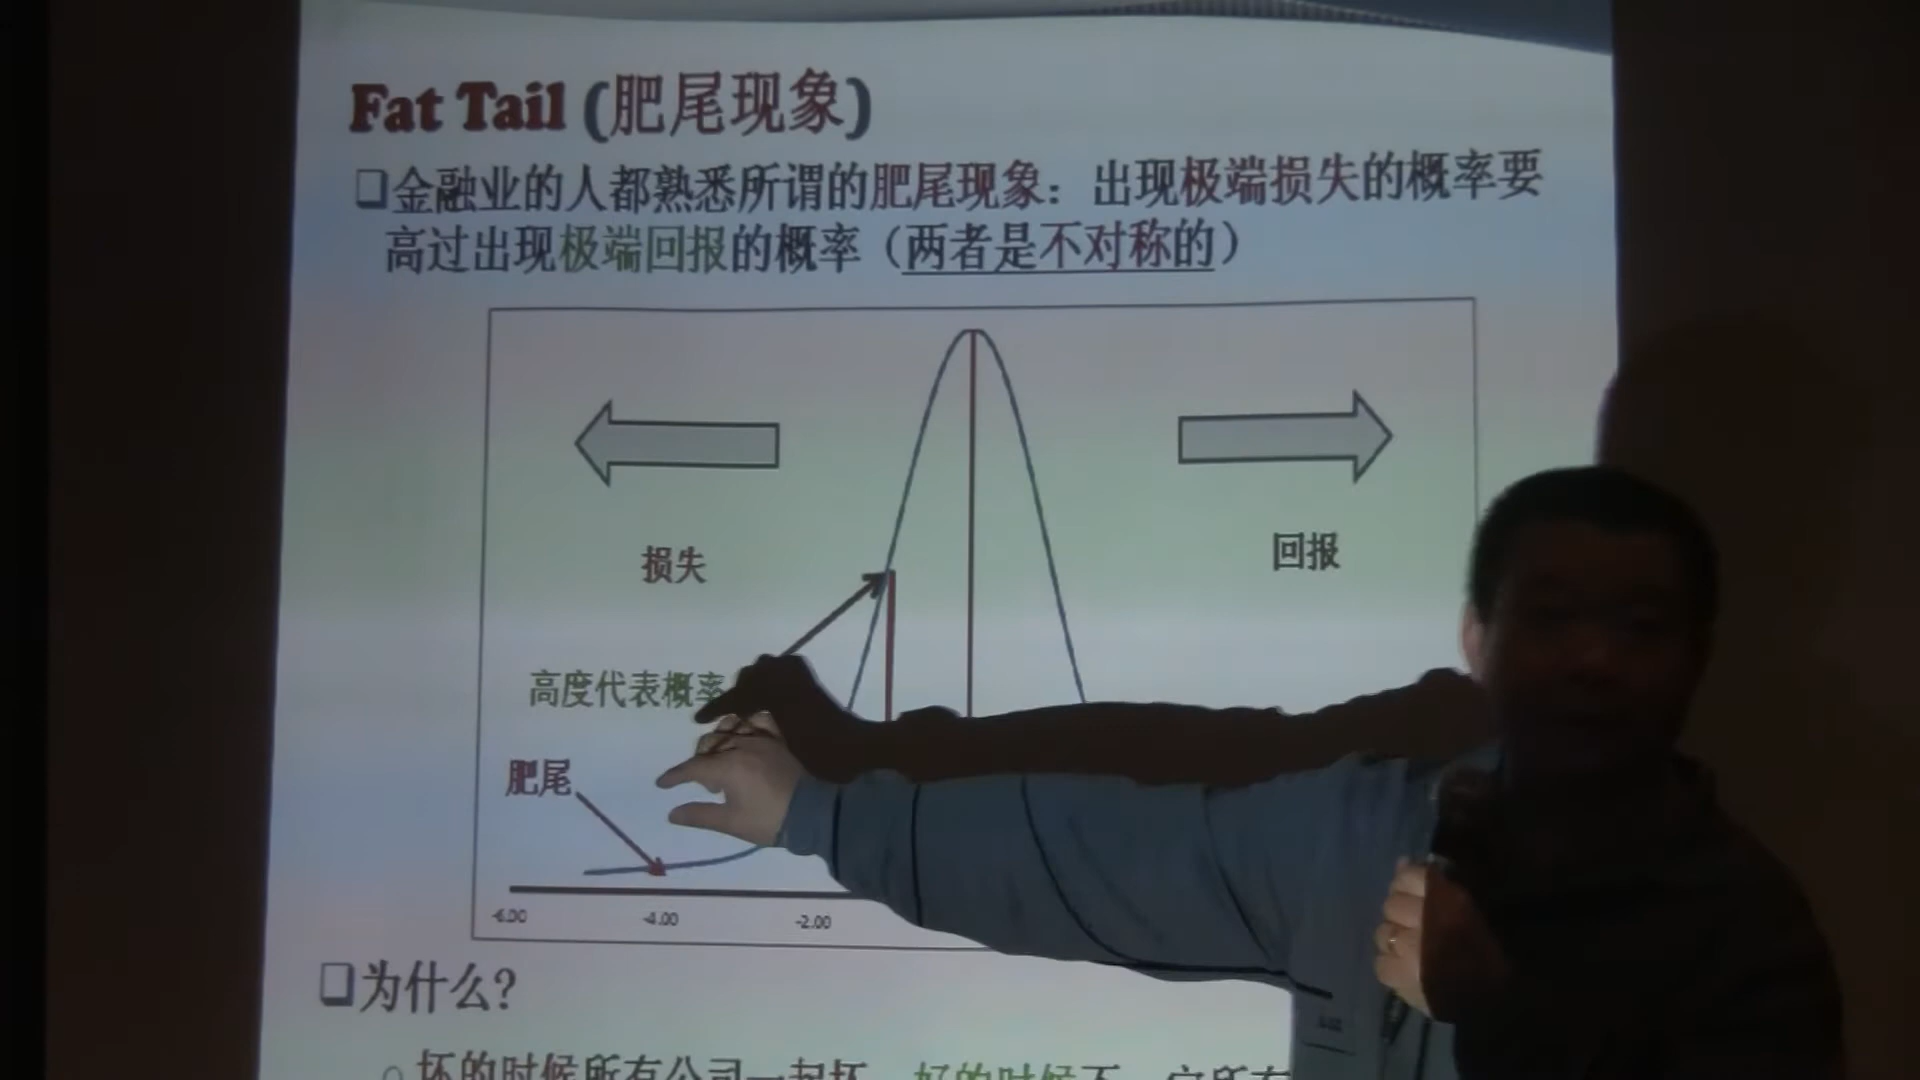 Fat Tail (肥尾现象)
❑金融业的人都熟悉所谓的肥尾现象：出现极端损失的概率要
高过出现极端回报的概率（两者是不对称的）
损失
回报
高度代表概率
肥尾
-6.00 -4.00 -2.00
❑为什么?
坏的时候所有公司一起坏，好的时候不一定所有